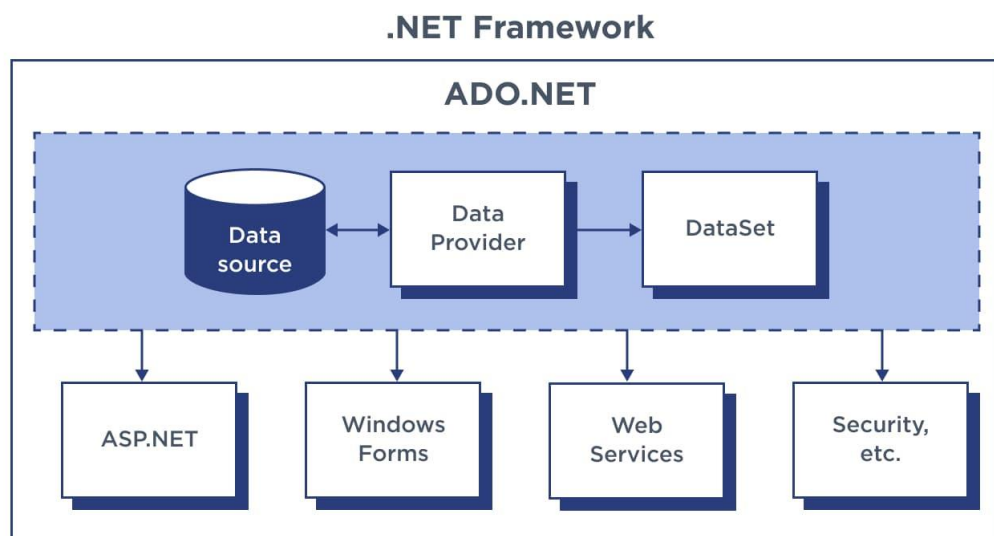 .NET Framework
ADO.NET
Data
source
Data
Provider
DataSet
ASP.NET
Windows
Forms
Web
Services
Security,
etc.